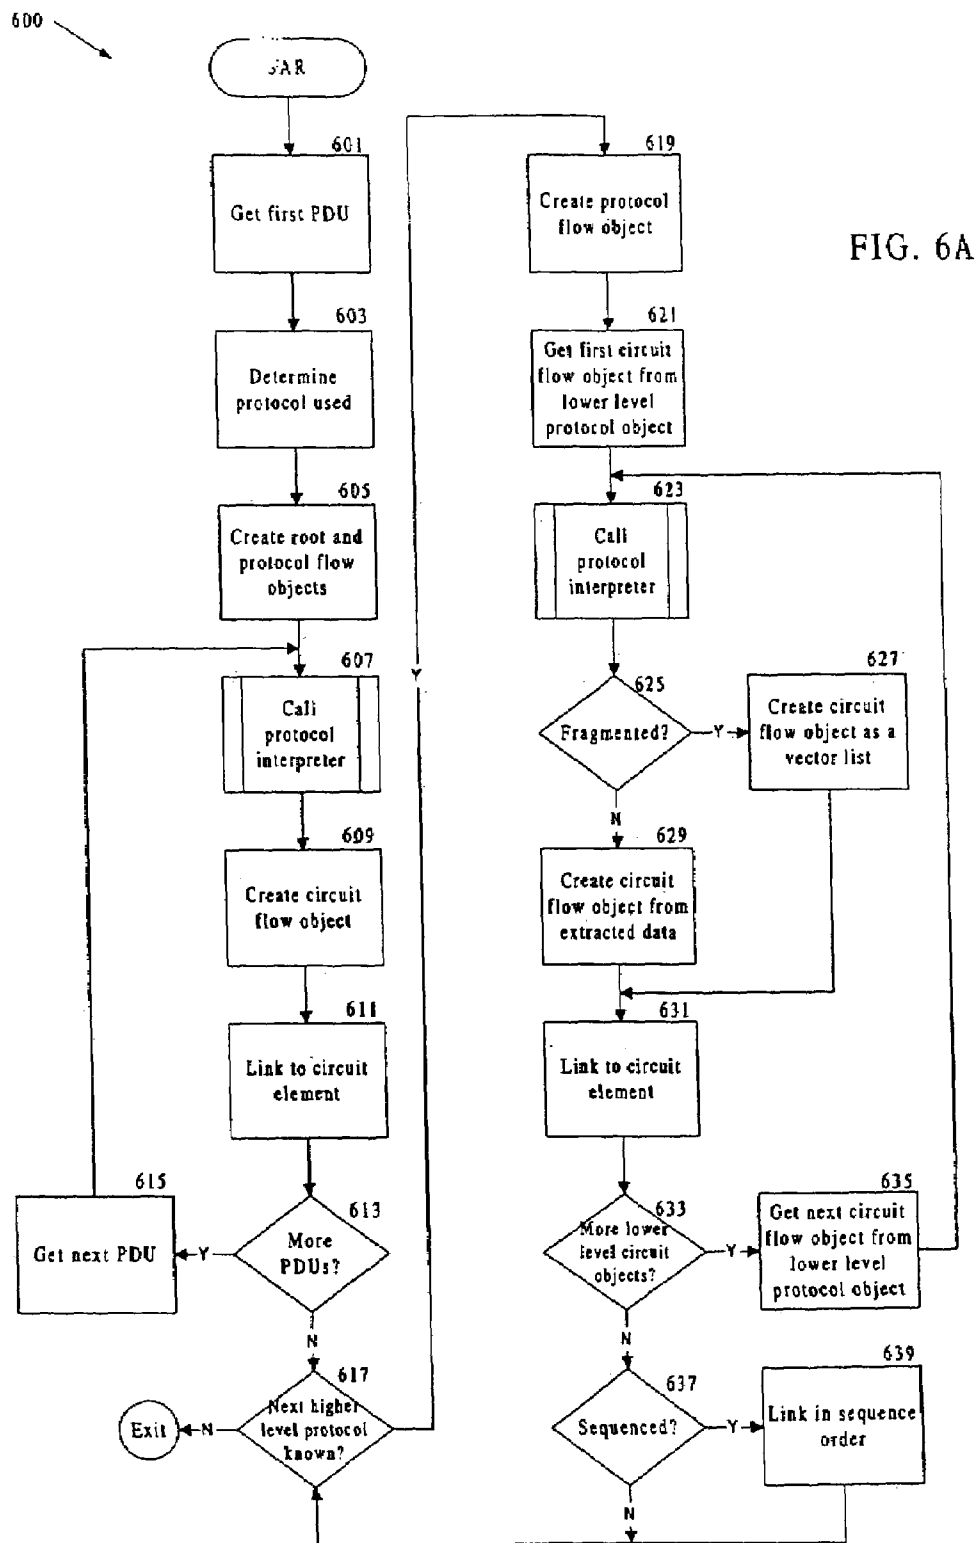 600
SAR
601
Get first PDU
603
Determine
protocol used
605
Create root and
protocol flow
objects
607
Call
protocol
interpreter
609
Create circuit
flow object
611
Link to circuit
element
613
More
PDUs?
Y
615
Get next PDU
N
617
Next higher
level protocol
known?
N
Exit
Y
619
Create protocol
flow object
FIG. 6A
621
Get first circuit
flow object from
lower level
protocol object
623
Call
protocol
interpreter
625
Fragmented?
Y
627
Create circuit
flow object as a
vector list
N
629
Create circuit
flow object from
extracted data
631
Link to circuit
element
633
More lower
level circuit
objects?
Y
635
Get next circuit
flow object from
lower level
protocol object
N
637
Sequenced?
Y
639
Link in sequence
order
N